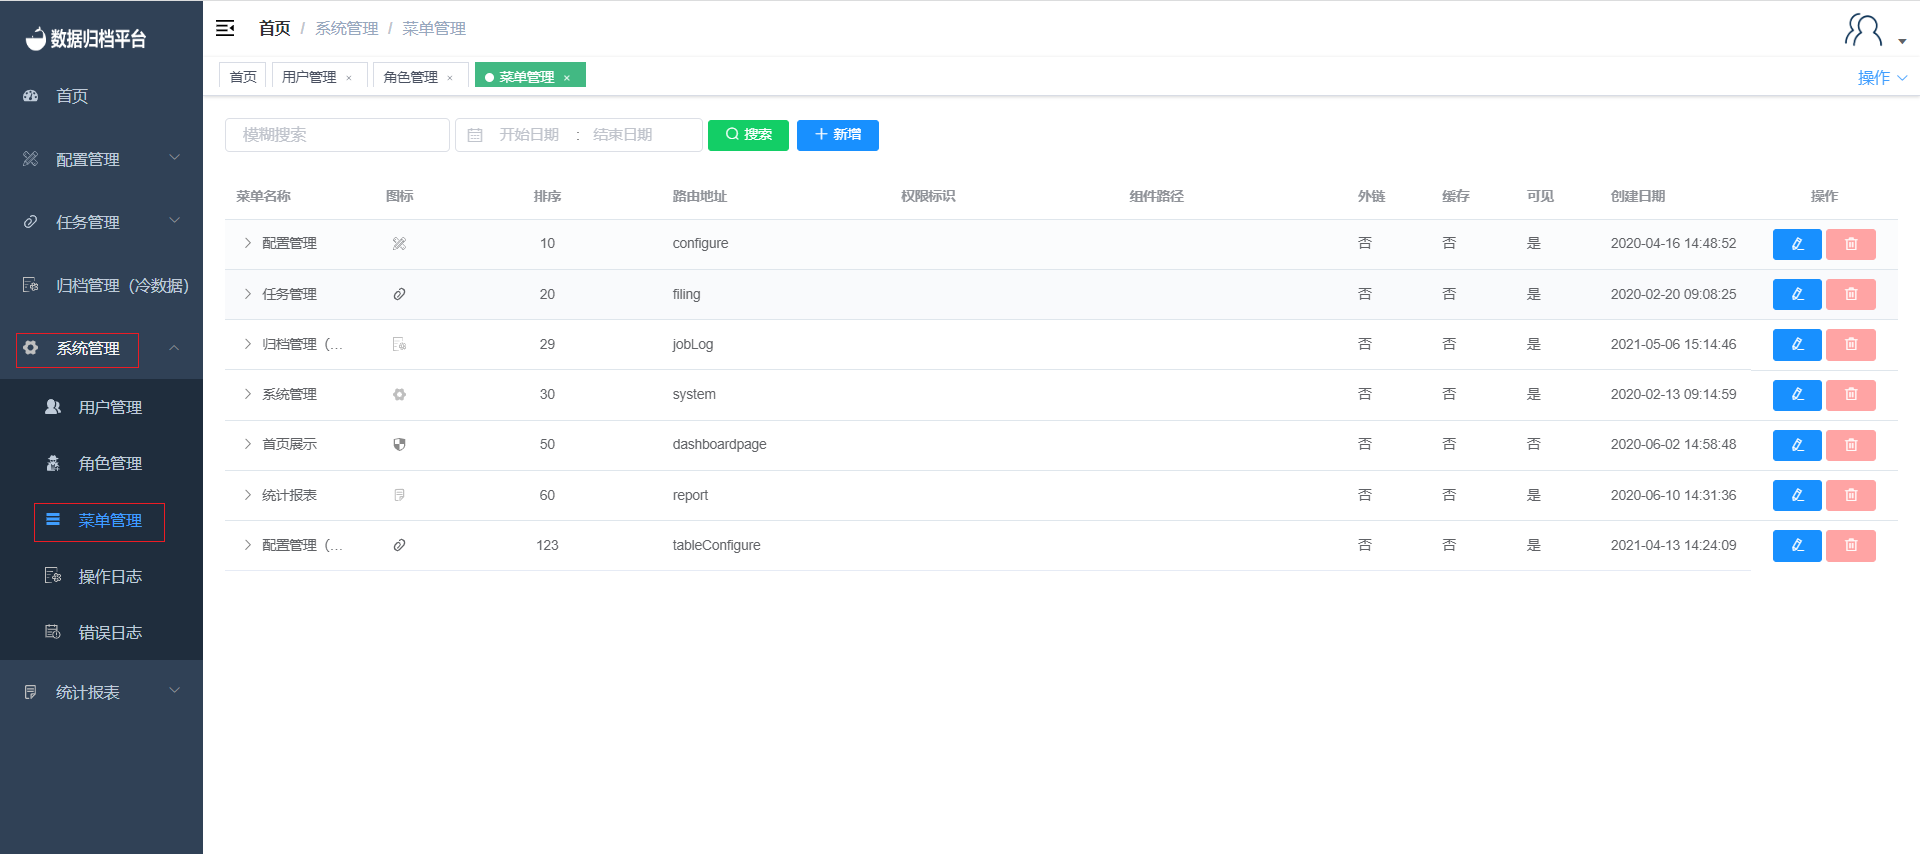 数据归档平台
首页
配置管理
任务管理
归档管理（冷数据)
系统管理
用户管理
角色管理
菜单管理
操作日志
错误日志
统计报表
首页 / 系统管理 / 菜单管理
首页 用户管理 × 角色管理 × 菜单管理 × 操作
模糊搜索 开始日期 : 结束日期 搜索 新增
菜单名称 图标 排序 路由地址 权限标识 组件路径 外链 缓存 可见 创建日期 操作
配置管理 10 configure 否 否 是 2020-04-16 14:48:52
任务管理 20 filing 否 否 是 2020-02-20 09:08:25
归档管理（... 29 jobLog 否 否 是 2021-05-06 15:14:46
系统管理 30 system 否 否 是 2020-02-13 09:14:59
首页展示 50 dashboardpage 否 否 否 2020-06-02 14:58:48
统计报表 60 report 否 否 是 2020-06-10 14:31:36
配置管理（... 123 tableConfigure 否 否 是 2021-04-13 14:24:09